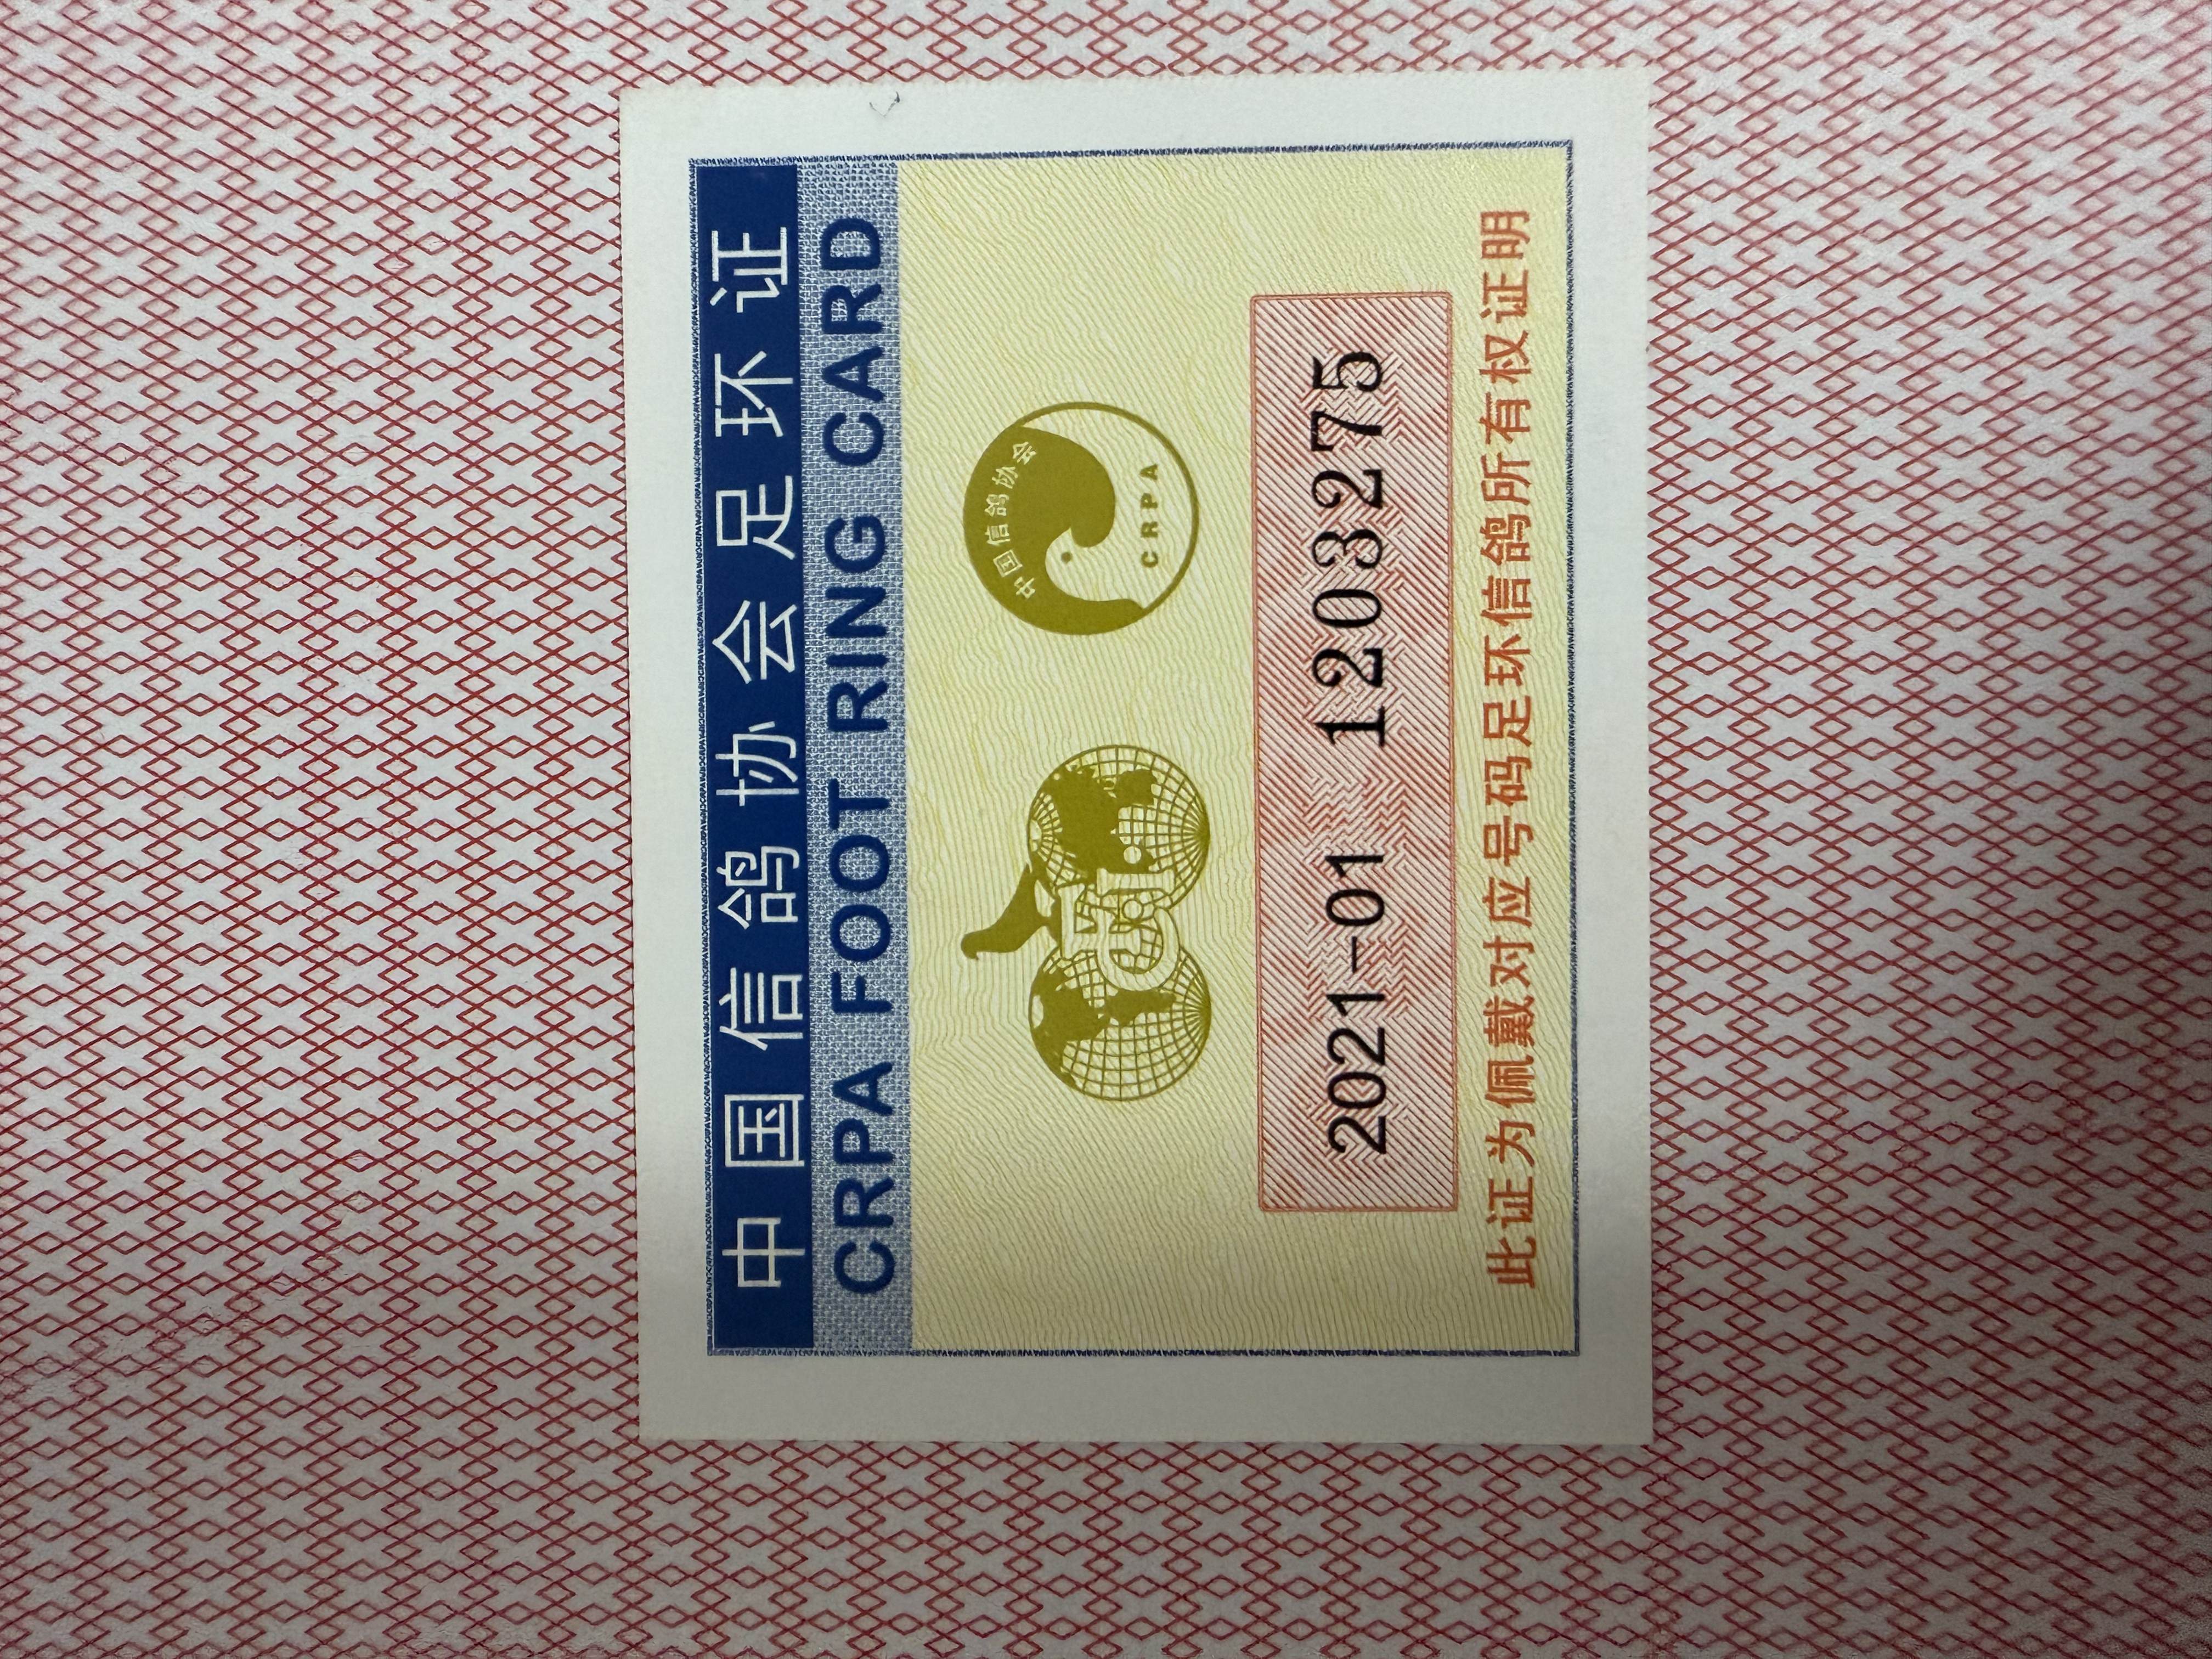 中国信鸽协会足环证
CRPA FOOT RING CARD
中国信鸽协会
CRPA
2021-01 1203275
此证为佩戴对应号码足环信鸽所有权证明